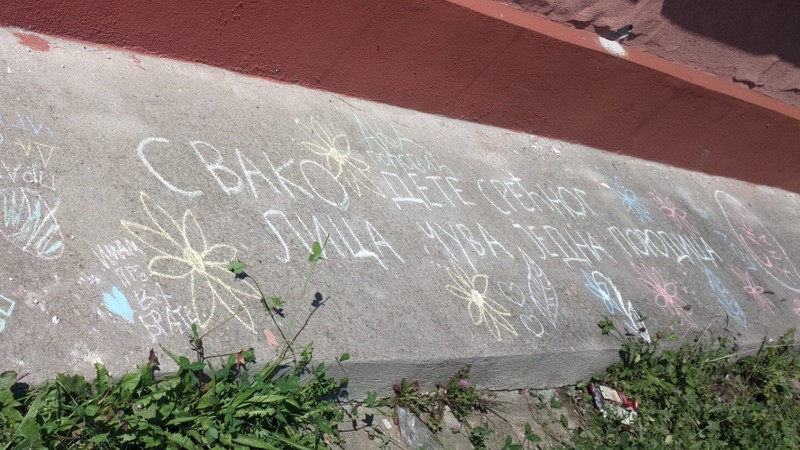 СВАКО ДЕТЕ СРЕЋНОГ
ЛИЦА ЧУВА ЈЕДНА ПОРОДИЦА